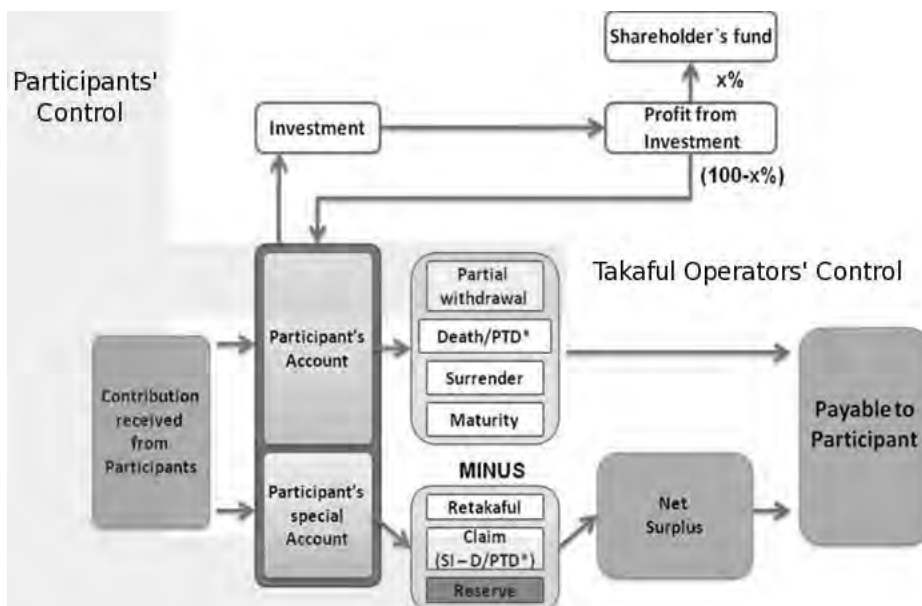 Shareholder`s fund
Participants'
Control
x%
Investment
Profit from
Investment
(100-x%)
Takaful Operators' Control
Partial
withdrawal
Participant's
Account
Death/PTD*
Surrender
Maturity
Contribution
received
from
Participants
Payable to
Participant
MINUS
Participant's
special
Account
Retakaful
Claim
(SI – D/PTD*)
Reserve
Net
Surplus